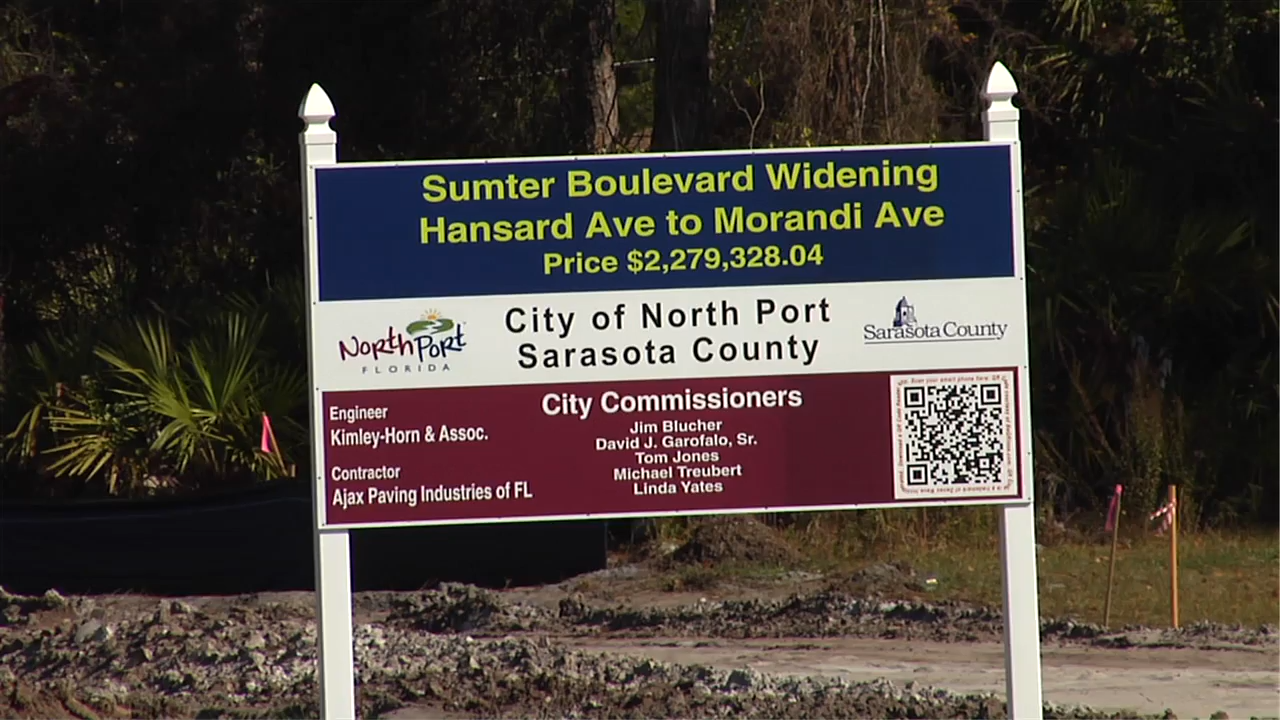 Sumter Boulevard Widening
Hansard Ave to Morandi Ave
Price $2,279,328.04
North Port
FLORIDA
City of North Port
Sarasota County
Sarasota County
Engineer
Kimley-Horn & Assoc.
Contractor
Ajax Paving Industries of FL
City Commissioners
Jim Blucher
David J. Garofalo, Sr.
Tom Jones
Michael Treubert
Linda Yates